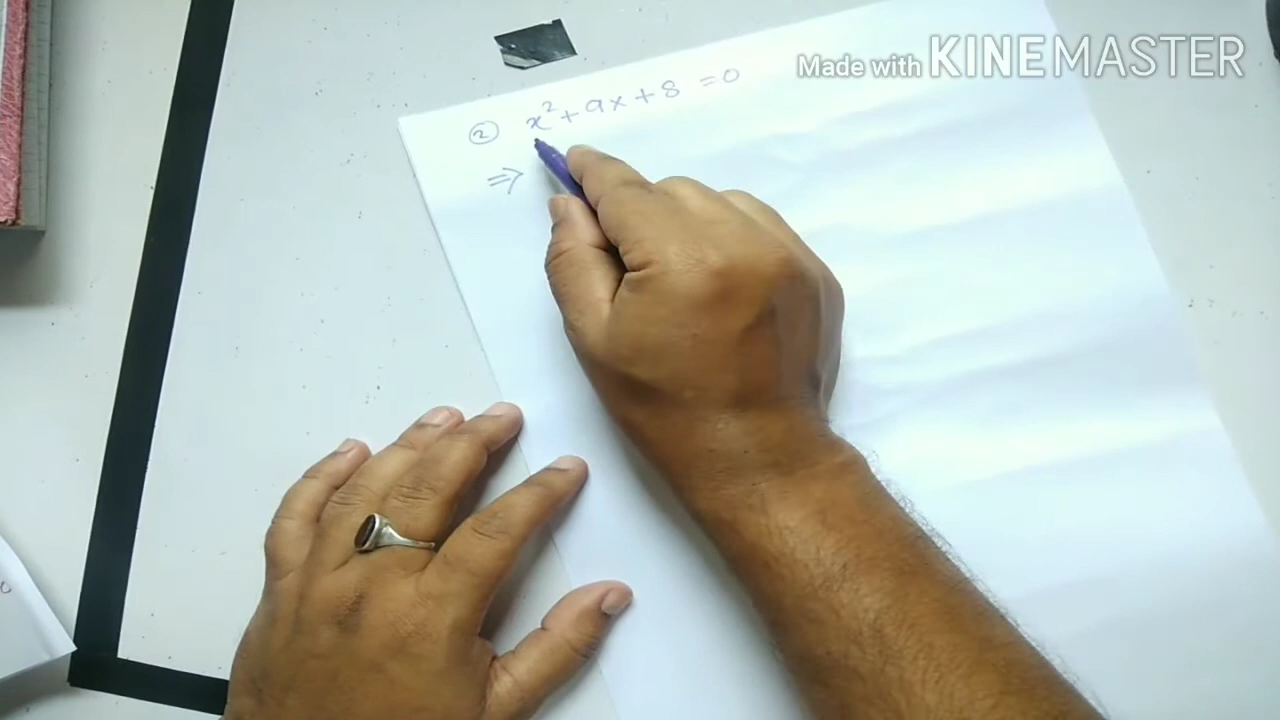 Made with KINEMASTER
② x² + 9x + 8 = 0
⇒